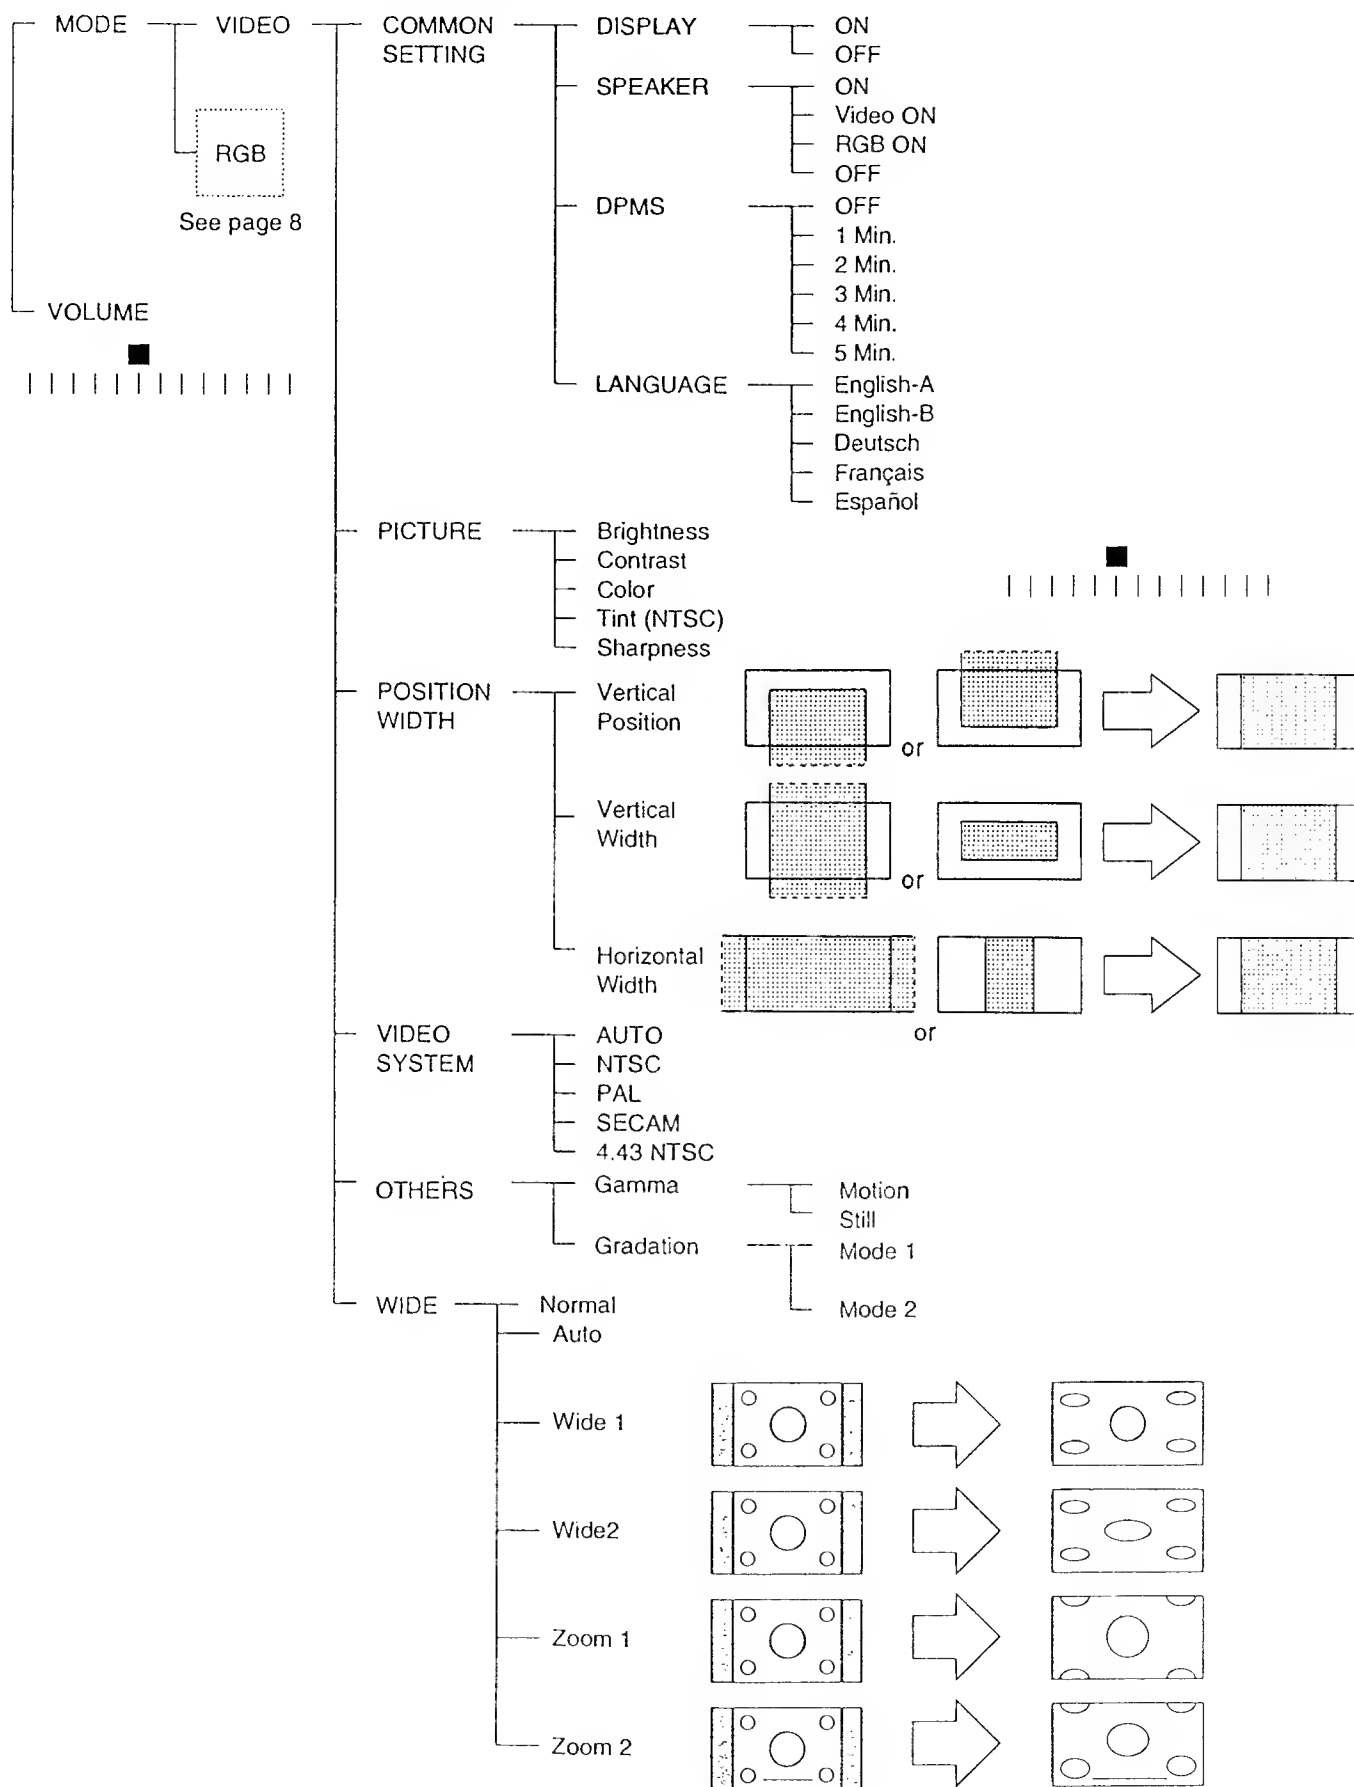 MODE
VIDEO
COMMON
SETTING
DISPLAY
ON
OFF
SPEAKER
ON
Video ON
RGB ON
OFF
RGB
See page 8
DPMS
OFF
1 Min.
2 Min.
3 Min.
4 Min.
5 Min.
VOLUME
LANGUAGE
English-A
English-B
Deutsch
Français
Español
PICTURE
Brightness
Contrast
Color
Tint (NTSC)
Sharpness
POSITION
WIDTH
Vertical
Position
or
Vertical
Width
or
Horizontal
Width
or
VIDEO
SYSTEM
AUTO
NTSC
PAL
SECAM
4.43 NTSC
OTHERS
Gamma
Motion
Still
Gradation
Mode 1
Mode 2
WIDE
Normal
Auto
Wide 1
Wide2
Zoom 1
Zoom 2